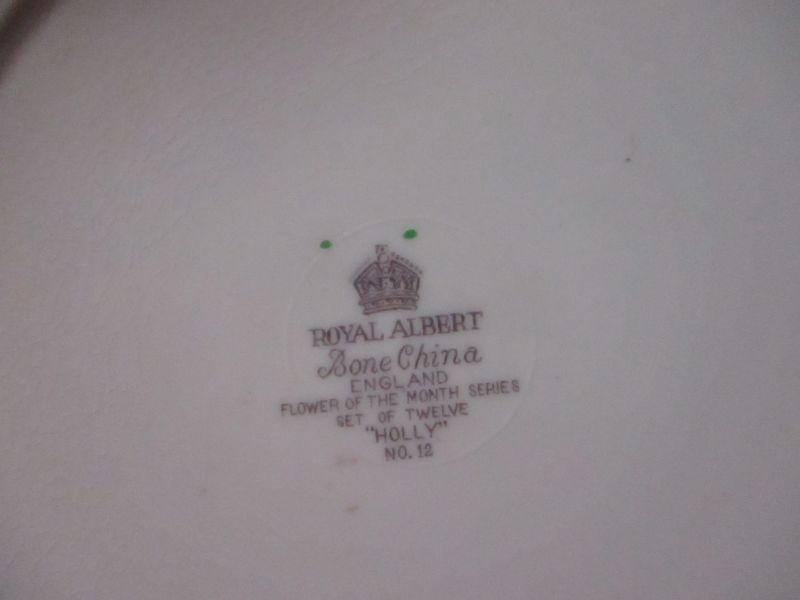 ROYAL ALBERT
Bone China
ENGLAND
FLOWER OF THE MONTH SERIES
SET OF TWELVE
"HOLLY"
NO. 12